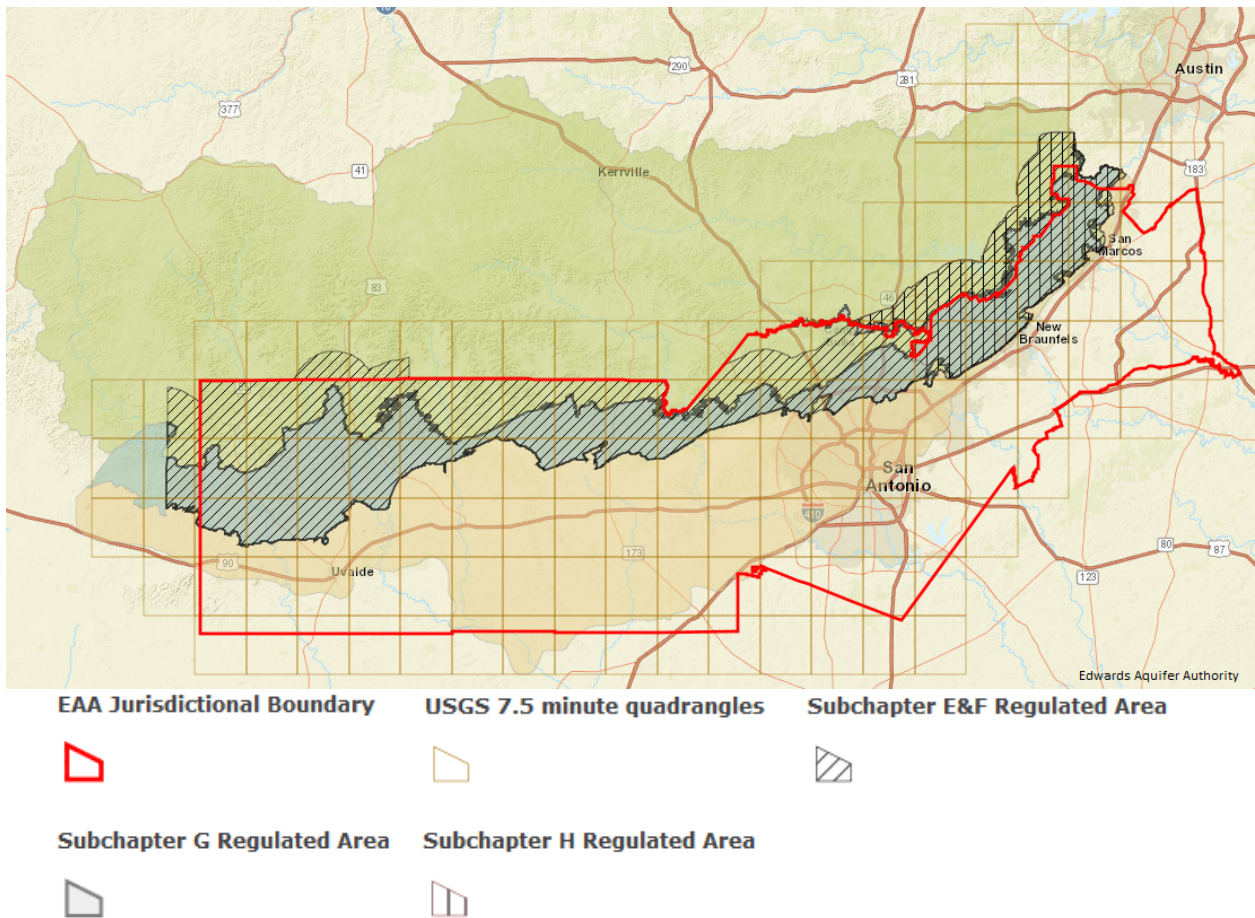 10
290
281
Austin
377
41
Kerrville
183
San
Marcos
83
46
New
Braunfels
San
Antonio
410
90
Uvalde
173
80
87
123
Edwards Aquifer Authority
EAA Jurisdictional Boundary
USGS 7.5 minute quadrangles
Subchapter E&F Regulated Area
Subchapter G Regulated Area
Subchapter H Regulated Area